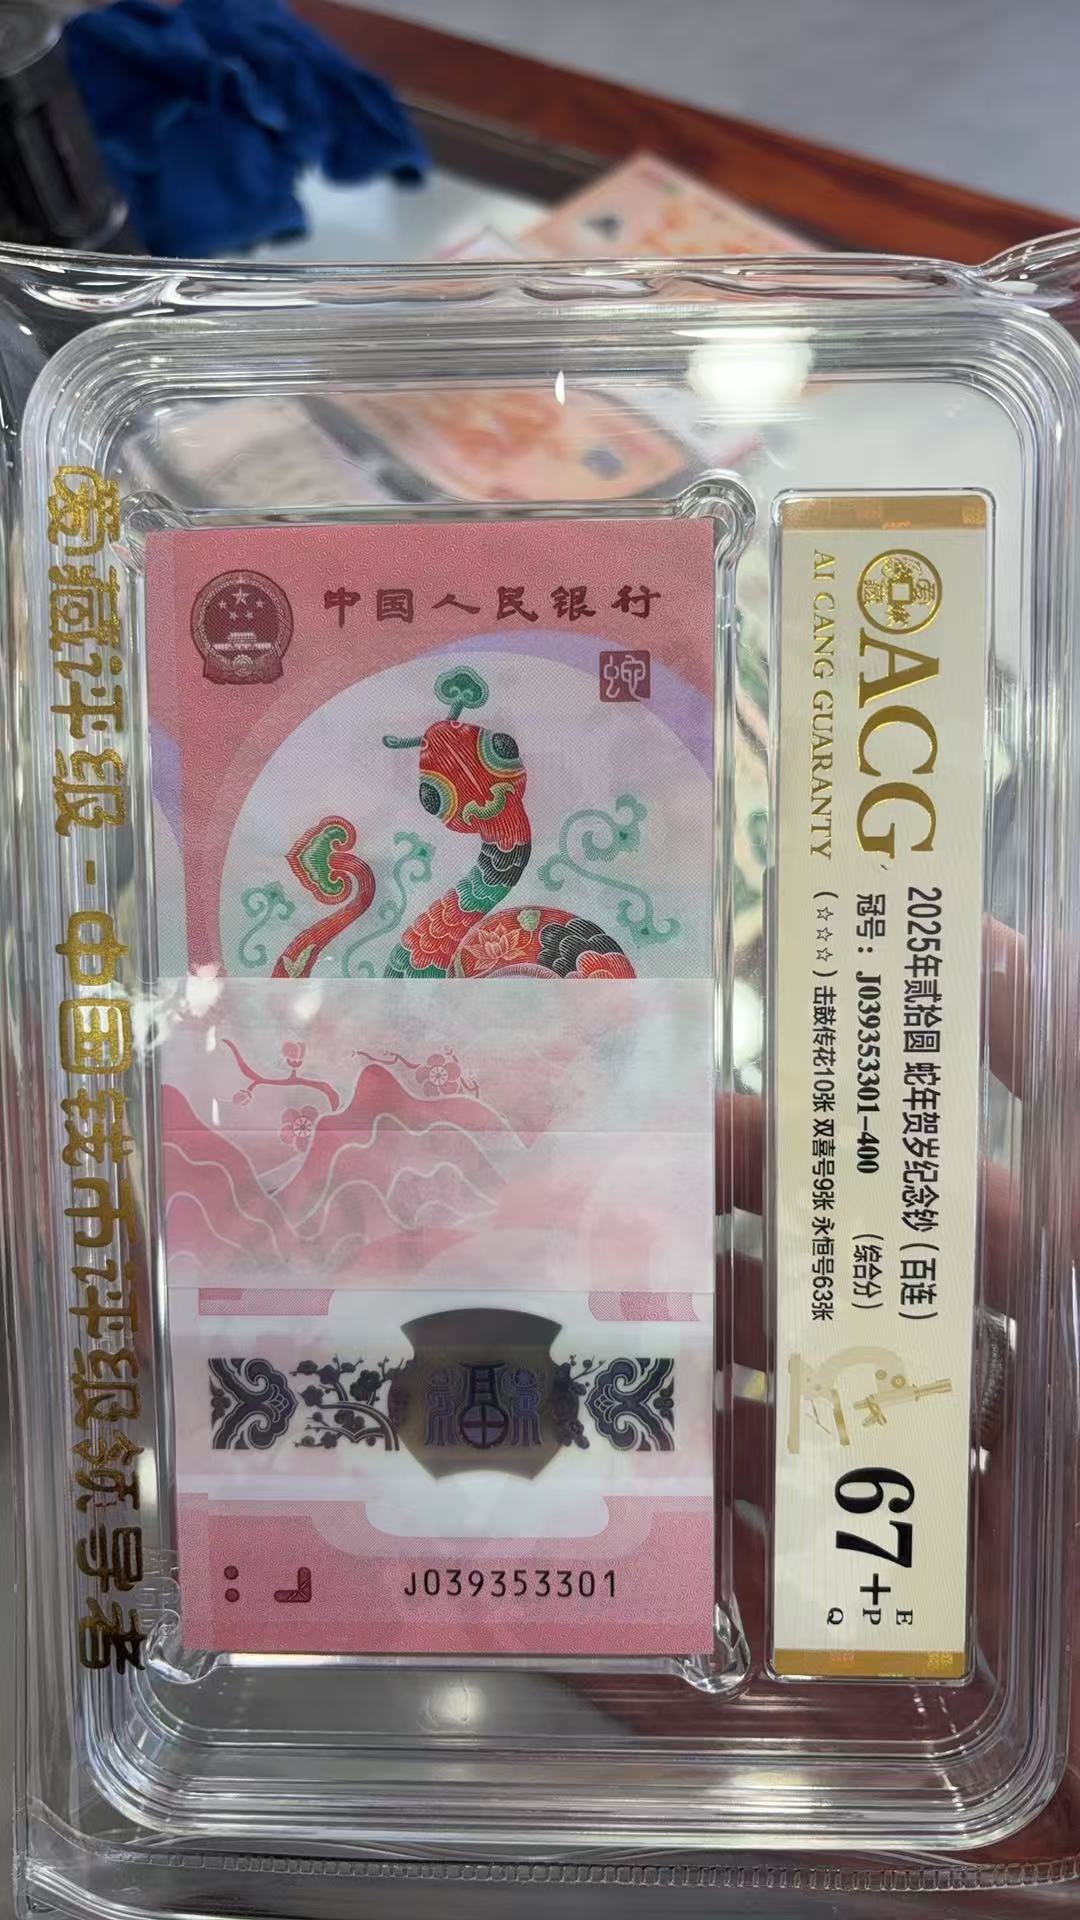 爱藏评级 - 中国钱币评级领导者
中国人民银行
蛇
J039353301
ACG
AI CANG GUARANTY
2025年贰拾圆 蛇年贺岁纪念钞（百连）
冠号：J039353301-400 （综合分）
（☆☆☆）击鼓传花10张 双喜号9张 永恒号63张
67+
E
P
Q